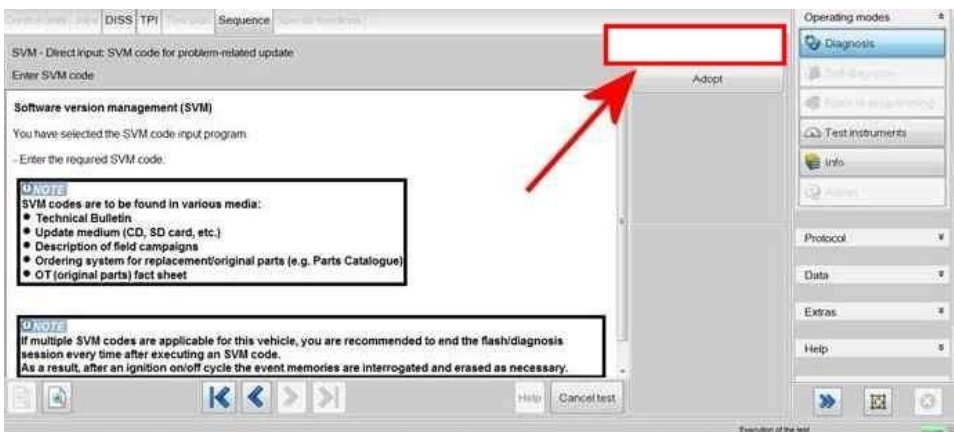 DISS TPI Sequence
Operating modes
SVM - Direct input: SVM code for problem-related update
Diagnosis
Enter SVM code
Adopt
Software version management (SVM)
You have selected the SVM code input program
Test instruments
- Enter the required SVM code.
Info
NOTE
SVM codes are to be found in various media:
• Technical Bulletin
• Update medium (CD, SD card, etc.)
• Description of field campaigns
Protocol
• Ordering system for replacement/original parts (e.g. Parts Catalogue)
• OT (original parts) fact sheet
Data
Extras
NOTE
If multiple SVM codes are applicable for this vehicle, you are recommended to end the flash/diagnosis
session every time after executing an SVM code.
Help
As a result, after an ignition on/off cycle the event memories are interrogated and erased as necessary.
Help Cancel test
Execution of the test